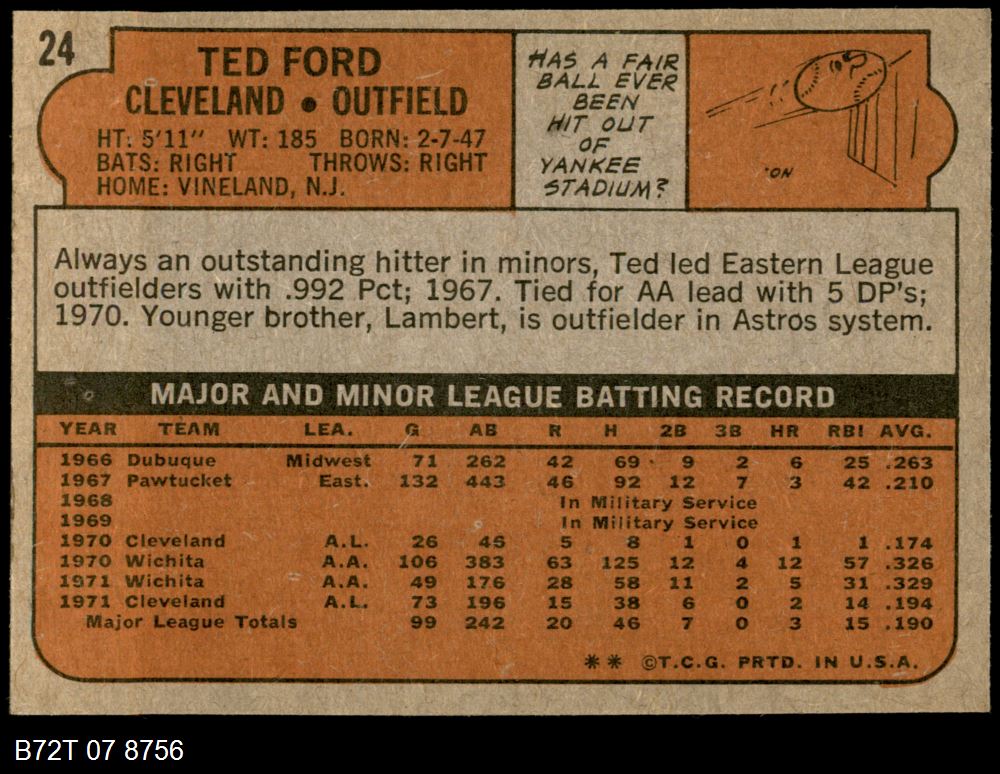 24
TED FORD
CLEVELAND • OUTFIELD
HT: 5'11" WT: 185 BORN: 2-7-47
BATS: RIGHT THROWS: RIGHT
HOME: VINELAND, N.J.
HAS A FAIR
BALL EVER
BEEN
HIT OUT
OF
YANKEE
STADIUM?
"ON
Always an outstanding hitter in minors, Ted led Eastern League
outfielders with .992 Pct; 1967. Tied for AA lead with 5 DP's;
1970. Younger brother, Lambert, is outfielder in Astros system.
MAJOR AND MINOR LEAGUE BATTING RECORD
YEAR TEAM LEA. G AB R H 2B 3B HR RBI AVG.
1966 Dubuque Midwest 71 262 42 69 9 2 6 25 .263
1967 Pawtucket East. 132 443 46 92 12 7 3 42 .210
1968 In Military Service
1969 In Military Service
1970 Cleveland A.L. 26 46 5 8 1 0 1 1 .174
1970 Wichita A.A. 106 383 63 125 12 4 12 57 .326
1971 Wichita A.A. 49 176 28 58 11 2 5 31 .329
1971 Cleveland A.L. 73 196 15 38 6 0 2 14 .194
Major League Totals 99 242 20 46 7 0 3 15 .190
** ©T.C.G. PRTD. IN U.S.A.
B72T 07 8756